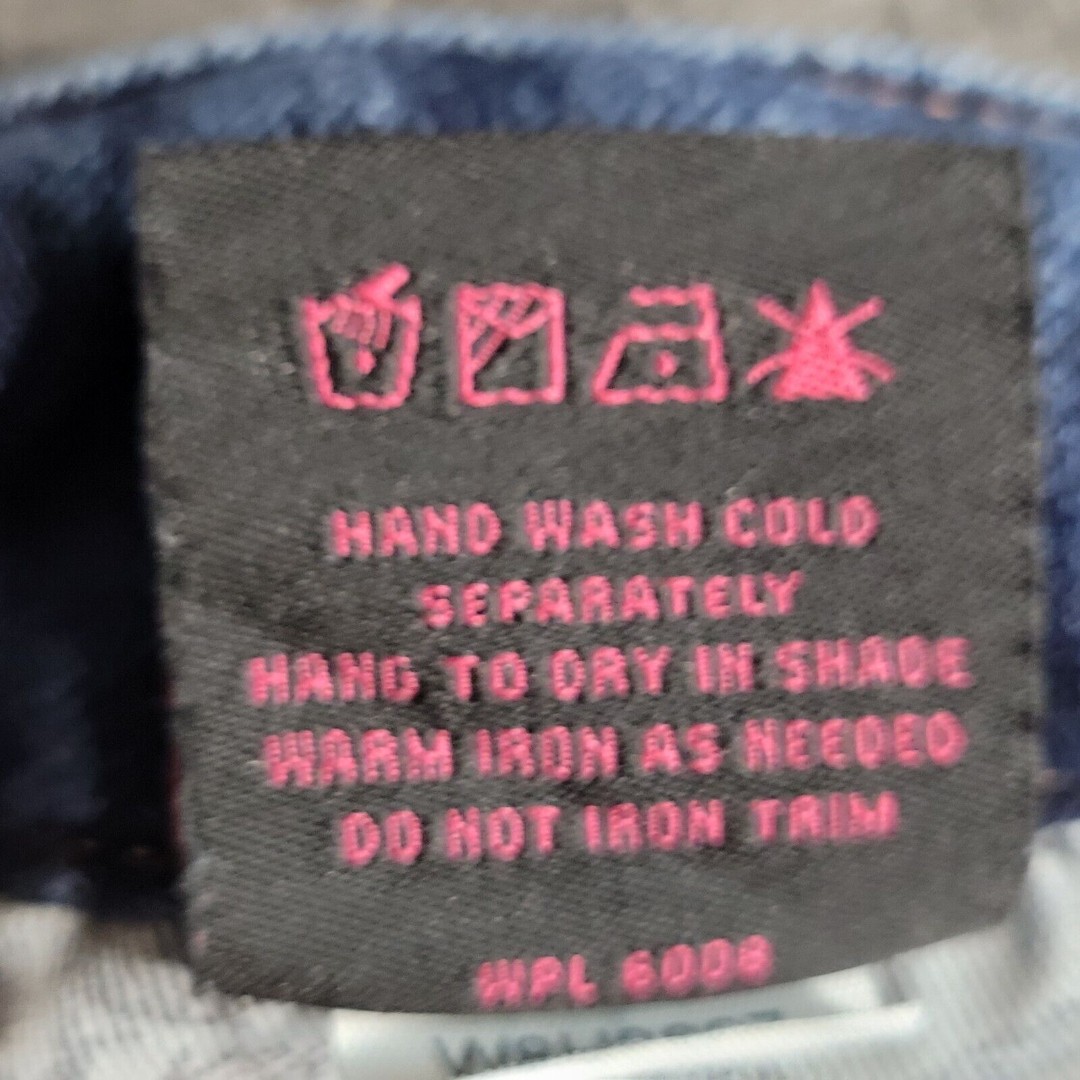 HAND WASH COLD
SEPARATELY
HANG TO DRY IN SHADE
WARM IRON AS NEEDED
DO NOT IRON TRIM
WPL 6008